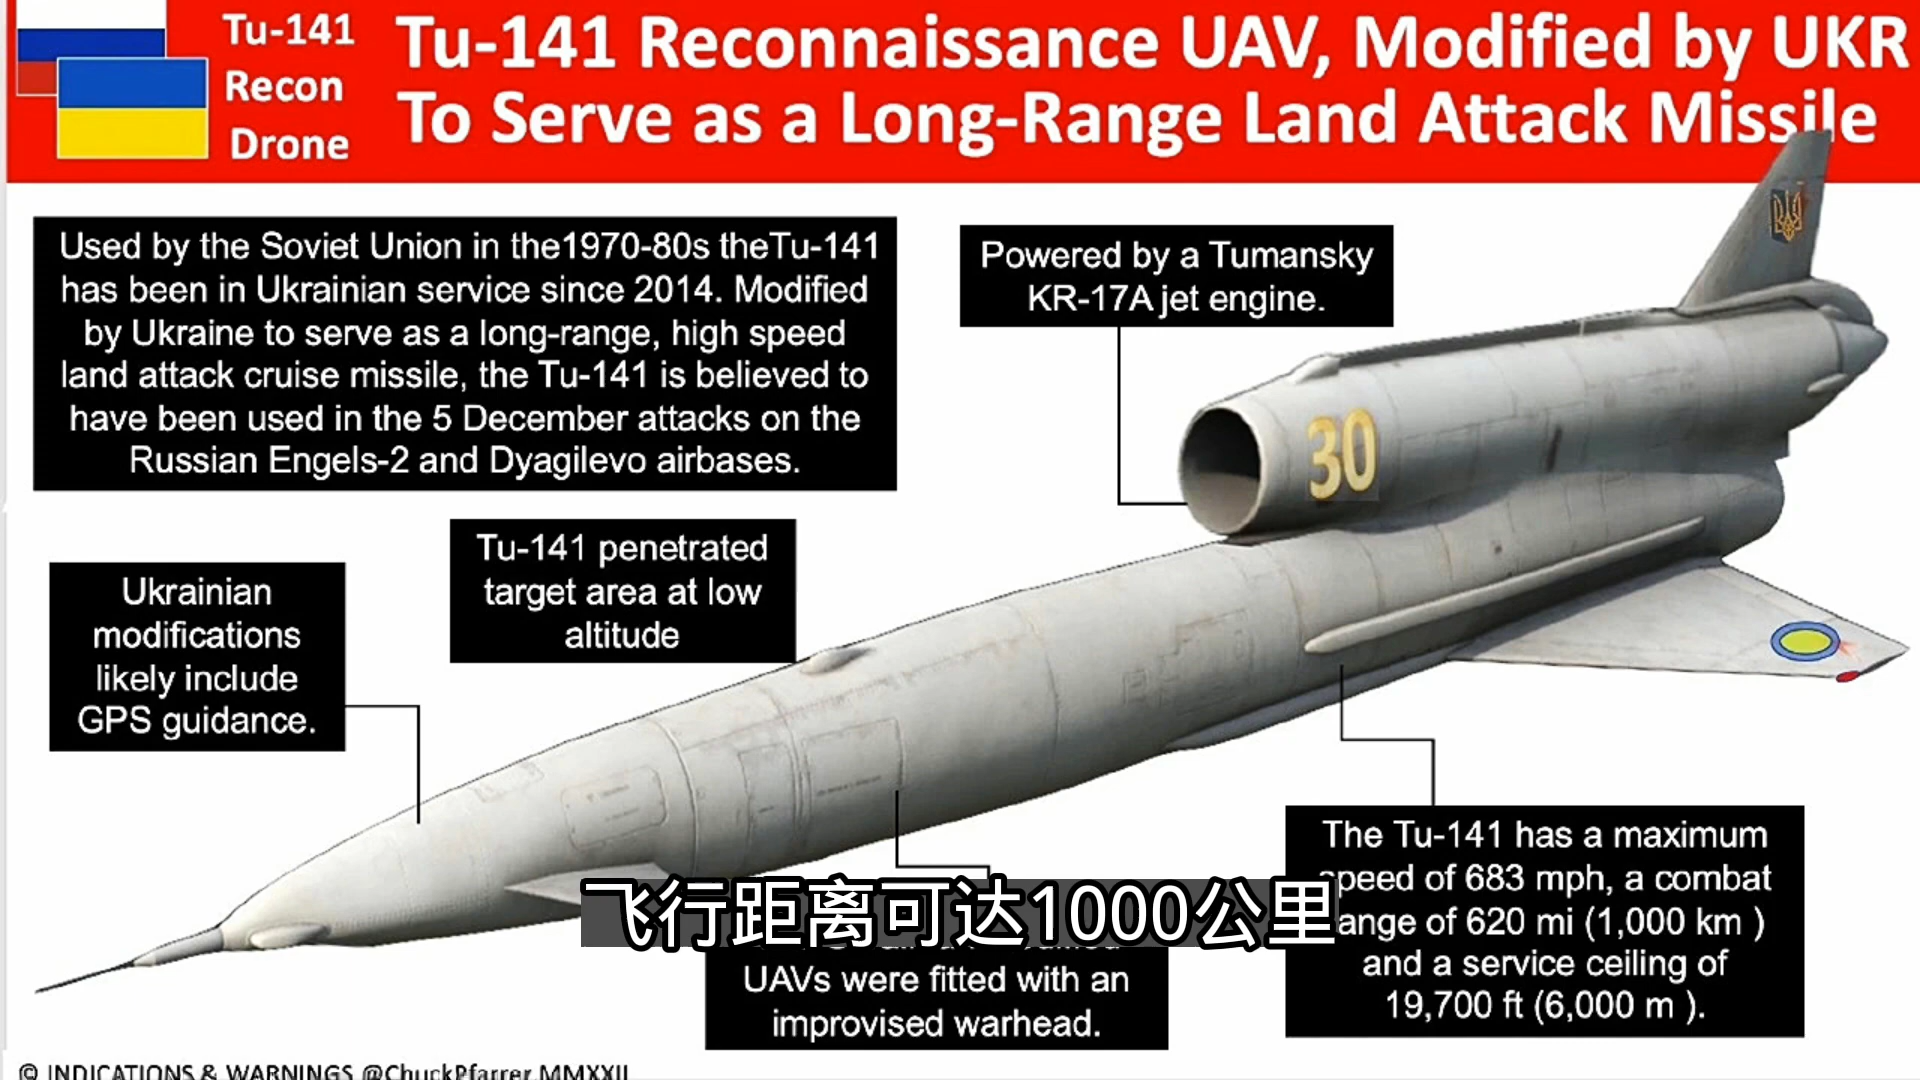 Tu-141
Recon
Drone
Tu-141 Reconnaissance UAV, Modified by UKR
To Serve as a Long-Range Land Attack Missile
Used by the Soviet Union in the1970-80s theTu-141
has been in Ukrainian service since 2014. Modified
by Ukraine to serve as a long-range, high speed
land attack cruise missile, the Tu-141 is believed to
have been used in the 5 December attacks on the
Russian Engels-2 and Dyagilevo airbases.
Powered by a Tumansky
KR-17A jet engine.
30
Tu-141 penetrated
target area at low
altitude
Ukrainian
modifications
likely include
GPS guidance.
The Tu-141 has a maximum
speed of 683 mph, a combat
range of 620 mi (1,000 km )
and a service ceiling of
19,700 ft (6,000 m ).
飞行距离可达1000公里
UAVs were fitted with an
improvised warhead.
© INDICATIONS & WARNINGS @ChuckPfarrer MMXXII